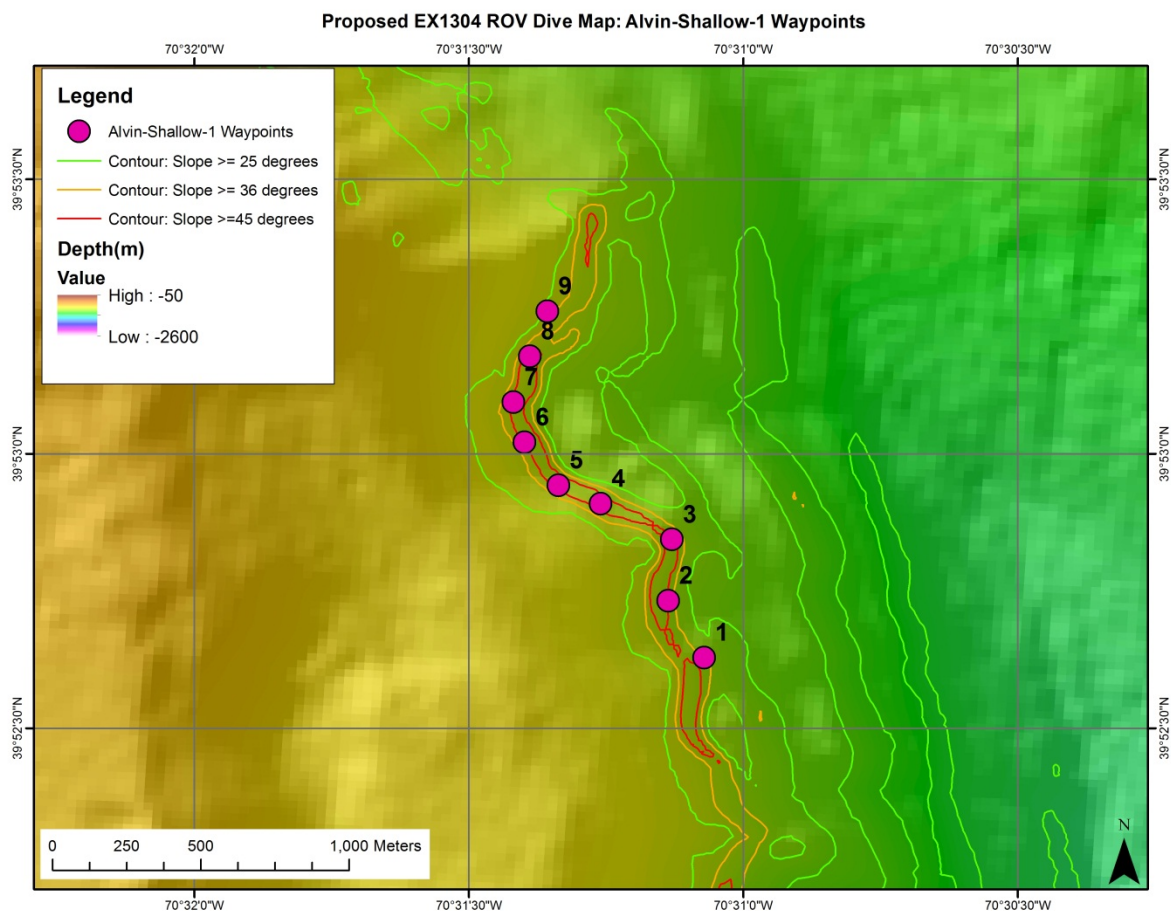 Proposed EX1304 ROV Dive Map: Alvin-Shallow-1 Waypoints
70°32'0"W
70°31'30"W
70°31'0"W
70°30'30"W
Legend
Alvin-Shallow-1 Waypoints
Contour: Slope >= 25 degrees
Contour: Slope >= 36 degrees
Contour: Slope >=45 degrees
Depth(m)
Value
High : -50
Low : -2600
39°53'30"N
39°53'30"N
9
8
7
6
5
4
3
2
1
39°53'0"N
39°53'0"N
39°52'30"N
39°52'30"N
0 250 500 1,000 Meters
N
70°32'0"W
70°31'30"W
70°31'0"W
70°30'30"W